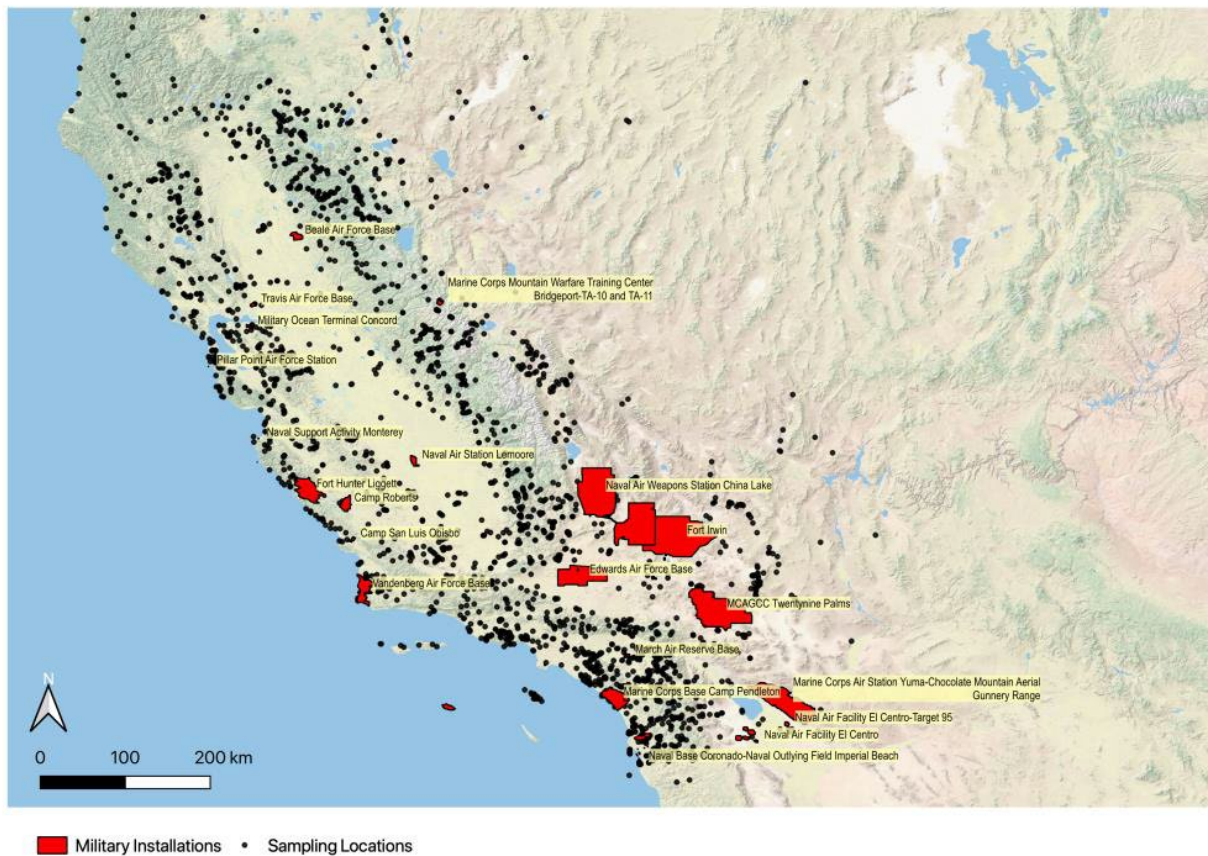 Beale Air Force Base
Marine Corps Mountain Warfare Training Center
Bridgeport-TA-10 and TA-11
Travis Air Force Base
Military Ocean Terminal Concord
Pillar Point Air Force Station
Naval Support Activity Monterey
Naval Air Station Lemoore
Fort Hunter Liggett
Naval Air Weapons Station China Lake
Camp Roberts
Fort Irwin
Camp San Luis Obisbo
Edwards Air Force Base
Vandenberg Air Force Base
MCAGCC Twentynine Palms
March Air Reserve Base
Marine Corps Air Station Yuma-Chocolate Mountain Aerial
Gunnery Range
Marine Corps Base Camp Pendleton
N
Naval Air Facility El Centro-Target 95
Naval Air Facility El Centro
Naval Base Coronado-Naval Outlying Field Imperial Beach
0 100 200 km
Military Installations • Sampling Locations